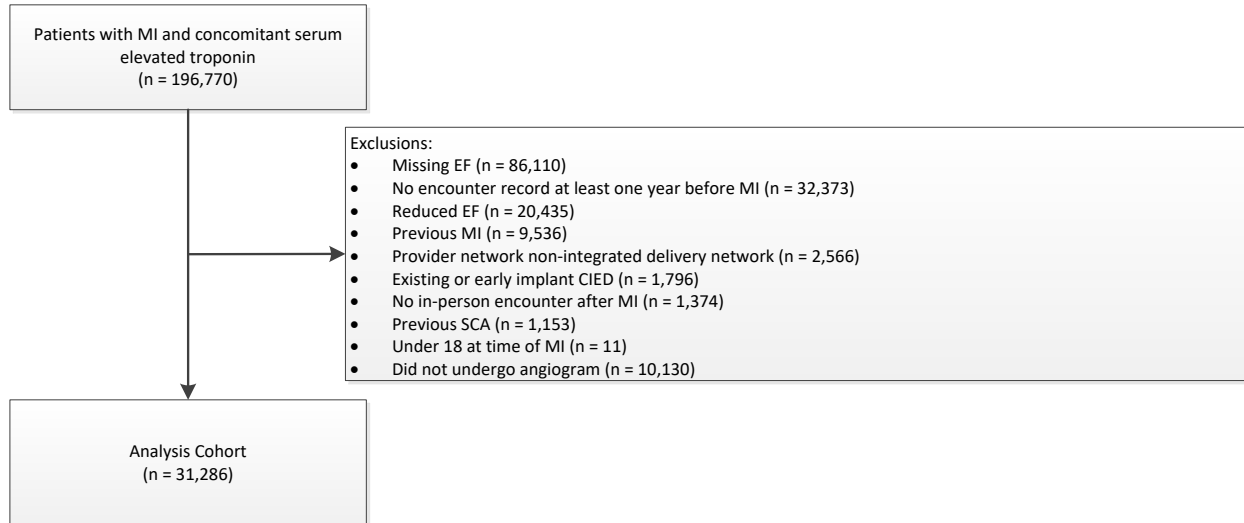 Patients with MI and concomitant serum
elevated troponin
(n = 196,770)
Exclusions:
• Missing EF (n = 86,110)
• No encounter record at least one year before MI (n = 32,373)
• Reduced EF (n = 20,435)
• Previous MI (n = 9,536)
• Provider network non-integrated delivery network (n = 2,566)
• Existing or early implant CIED (n = 1,796)
• No in-person encounter after MI (n = 1,374)
• Previous SCA (n = 1,153)
• Under 18 at time of MI (n = 11)
• Did not undergo angiogram (n = 10,130)
Analysis Cohort
(n = 31,286)